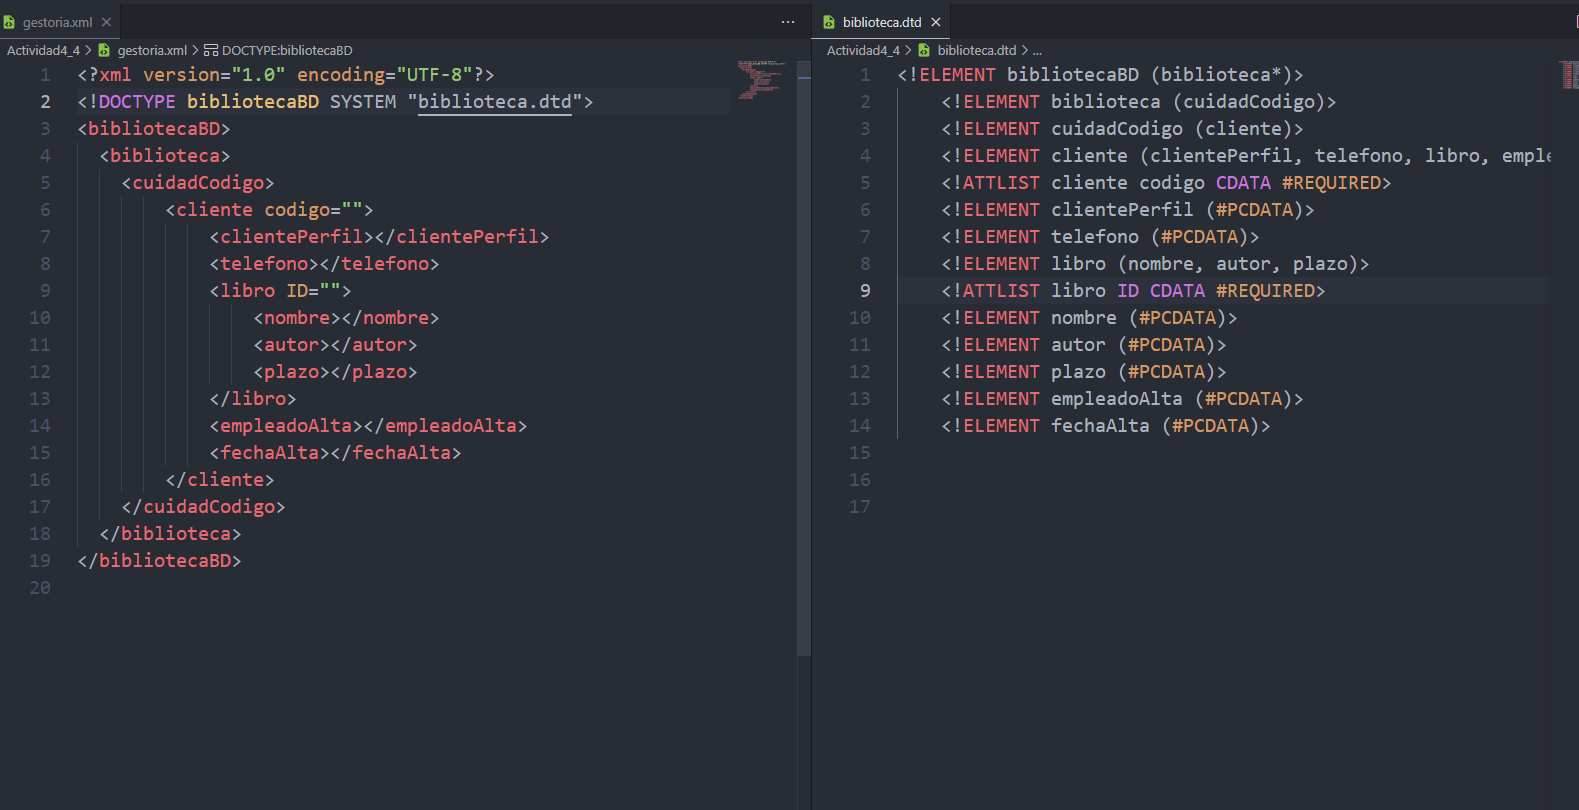 gestoria.xml
Actividad4_4 > gestoria.xml > DOCTYPE:bibliotecaBD
1 <?xml version="1.0" encoding="UTF-8"?>
2 <!DOCTYPE bibliotecaBD SYSTEM "biblioteca.dtd">
3 <bibliotecaBD>
4 <biblioteca>
5 <cuidadCodigo>
6 <cliente codigo="">
7 <clientePerfil></clientePerfil>
8 <telefono></telefono>
9 <libro ID="">
10 <nombre></nombre>
11 <autor></autor>
12 <plazo></plazo>
13 </libro>
14 <empleadoAlta></empleadoAlta>
15 <fechaAlta></fechaAlta>
16 </cliente>
17 </cuidadCodigo>
18 </biblioteca>
19 </bibliotecaBD>
20
biblioteca.dtd
Actividad4_4 > biblioteca.dtd > ...
1 <!ELEMENT bibliotecaBD (biblioteca*)>
2 <!ELEMENT biblioteca (cuidadCodigo)>
3 <!ELEMENT cuidadCodigo (cliente)>
4 <!ELEMENT cliente (clientePerfil, telefono, libro, emple
5 <!ATTLIST cliente codigo CDATA #REQUIRED>
6 <!ELEMENT clientePerfil (#PCDATA)>
7 <!ELEMENT telefono (#PCDATA)>
8 <!ELEMENT libro (nombre, autor, plazo)>
9 <!ATTLIST libro ID CDATA #REQUIRED>
10 <!ELEMENT nombre (#PCDATA)>
11 <!ELEMENT autor (#PCDATA)>
12 <!ELEMENT plazo (#PCDATA)>
13 <!ELEMENT empleadoAlta (#PCDATA)>
14 <!ELEMENT fechaAlta (#PCDATA)>
15
16
17